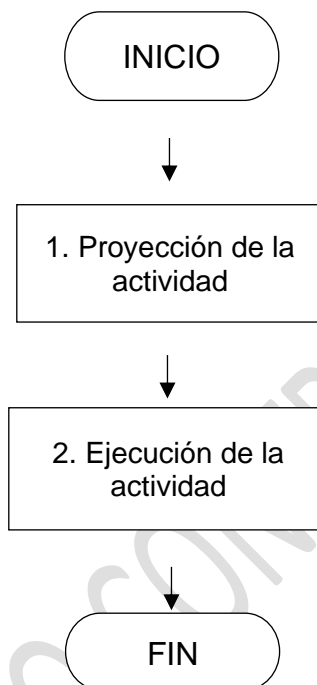 INICIO
1. Proyección de la
actividad
2. Ejecución de la
actividad
FIN